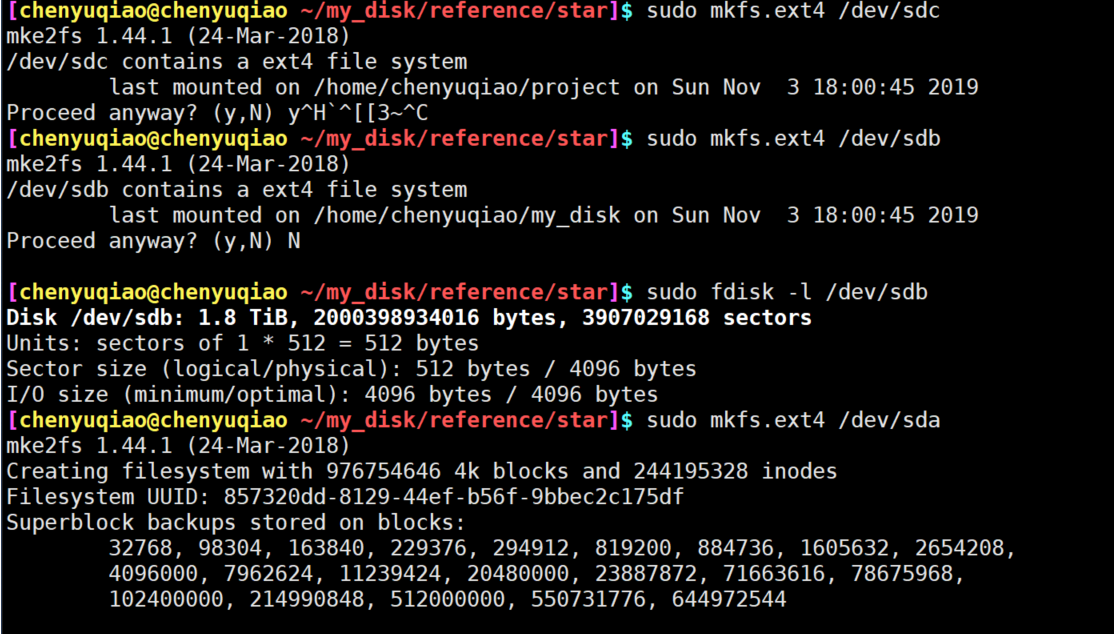 [chenyuqiao@chenyuqiao ~/my_disk/reference/star]$ sudo mkfs.ext4 /dev/sdc
mke2fs 1.44.1 (24-Mar-2018)
/dev/sdc contains a ext4 file system
        last mounted on /home/chenyuqiao/project on Sun Nov  3 18:00:45 2019
Proceed anyway? (y,N) y^H`^[[3~^C
[chenyuqiao@chenyuqiao ~/my_disk/reference/star]$ sudo mkfs.ext4 /dev/sdb
mke2fs 1.44.1 (24-Mar-2018)
/dev/sdb contains a ext4 file system
        last mounted on /home/chenyuqiao/my_disk on Sun Nov  3 18:00:45 2019
Proceed anyway? (y,N) N
[chenyuqiao@chenyuqiao ~/my_disk/reference/star]$ sudo fdisk -l /dev/sdb
Disk /dev/sdb: 1.8 TiB, 2000398934016 bytes, 3907029168 sectors
Units: sectors of 1 * 512 = 512 bytes
Sector size (logical/physical): 512 bytes / 4096 bytes
I/O size (minimum/optimal): 4096 bytes / 4096 bytes
[chenyuqiao@chenyuqiao ~/my_disk/reference/star]$ sudo mkfs.ext4 /dev/sda
mke2fs 1.44.1 (24-Mar-2018)
Creating filesystem with 976754646 4k blocks and 244195328 inodes
Filesystem UUID: 857320dd-8129-44ef-b56f-9bbec2c175df
Superblock backups stored on blocks:
        32768, 98304, 163840, 229376, 294912, 819200, 884736, 1605632, 2654208,
        4096000, 7962624, 11239424, 20480000, 23887872, 71663616, 78675968,
        102400000, 214990848, 512000000, 550731776, 644972544